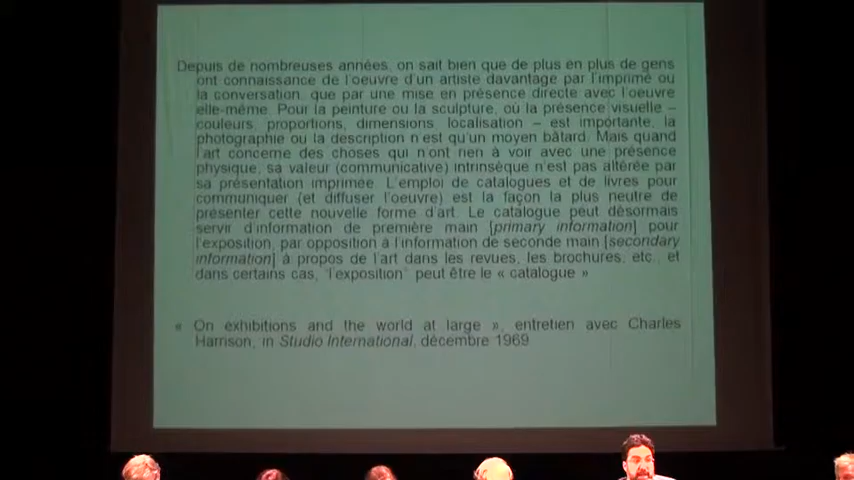 Depuis de nombreuses années, on sait bien que de plus en plus de gens
ont connaissance de l'oeuvre d'un artiste davantage par l'imprimé ou
la conversation, que par une mise en présence directe avec l'oeuvre
elle-même. Pour la peinture ou la sculpture, où la présence visuelle –
couleurs, proportions, dimensions, localisation – est importante, la
photographie ou la description n'est qu'un moyen bâtard. Mais quand
l'art concerne des choses qui n'ont rien à voir avec une présence
physique, sa valeur (communicative) intrinsèque n'est pas altérée par
sa présentation imprimée. L'emploi de catalogues et de livres pour
communiquer (et diffuser l'oeuvre) est la façon la plus neutre de
présenter cette nouvelle forme d'art. Le catalogue peut désormais
servir d'information de première main [primary information] pour
l'exposition, par opposition à l'information de seconde main [secondary
information] à propos de l'art dans les revues, les brochures, etc., et
dans certains cas, "l'exposition" peut être le « catalogue »
« On exhibitions and the world at large », entretien avec Charles
Harrison, in Studio International, décembre 1969